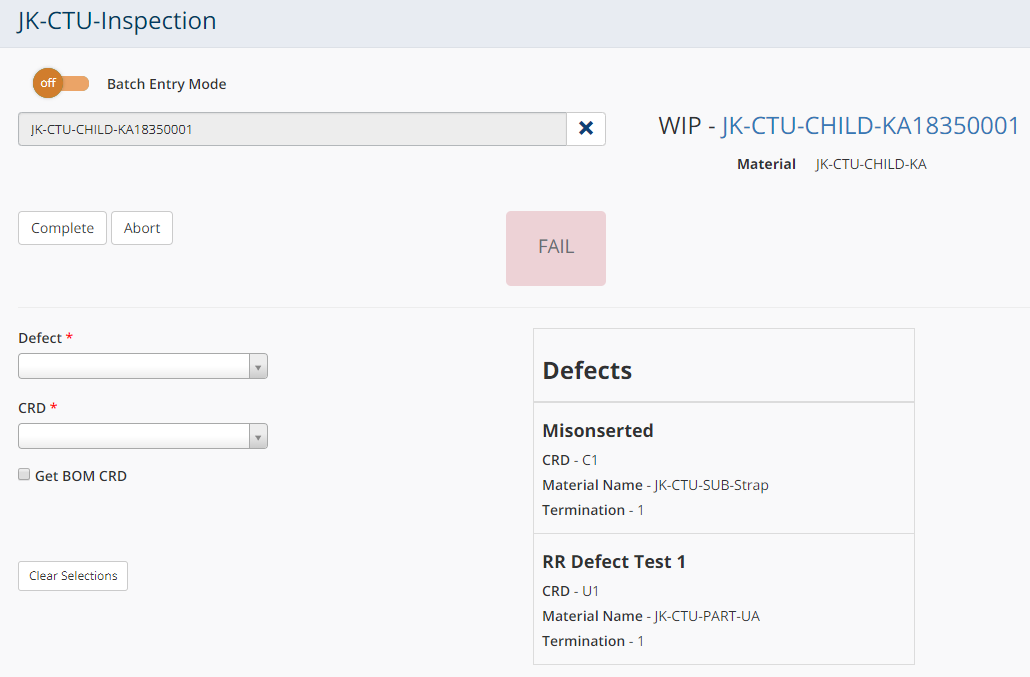 JK-CTU-Inspection
off
Batch Entry Mode
JK-CTU-CHILD-KA18350001
WIP - JK-CTU-CHILD-KA18350001
Material JK-CTU-CHILD-KA
Complete Abort
FAIL
Defect *
CRD *
Get BOM CRD
Clear Selections
Defects
Misonserted
CRD - C1
Material Name - JK-CTU-SUB-Strap
Termination - 1
RR Defect Test 1
CRD - U1
Material Name - JK-CTU-PART-UA
Termination - 1